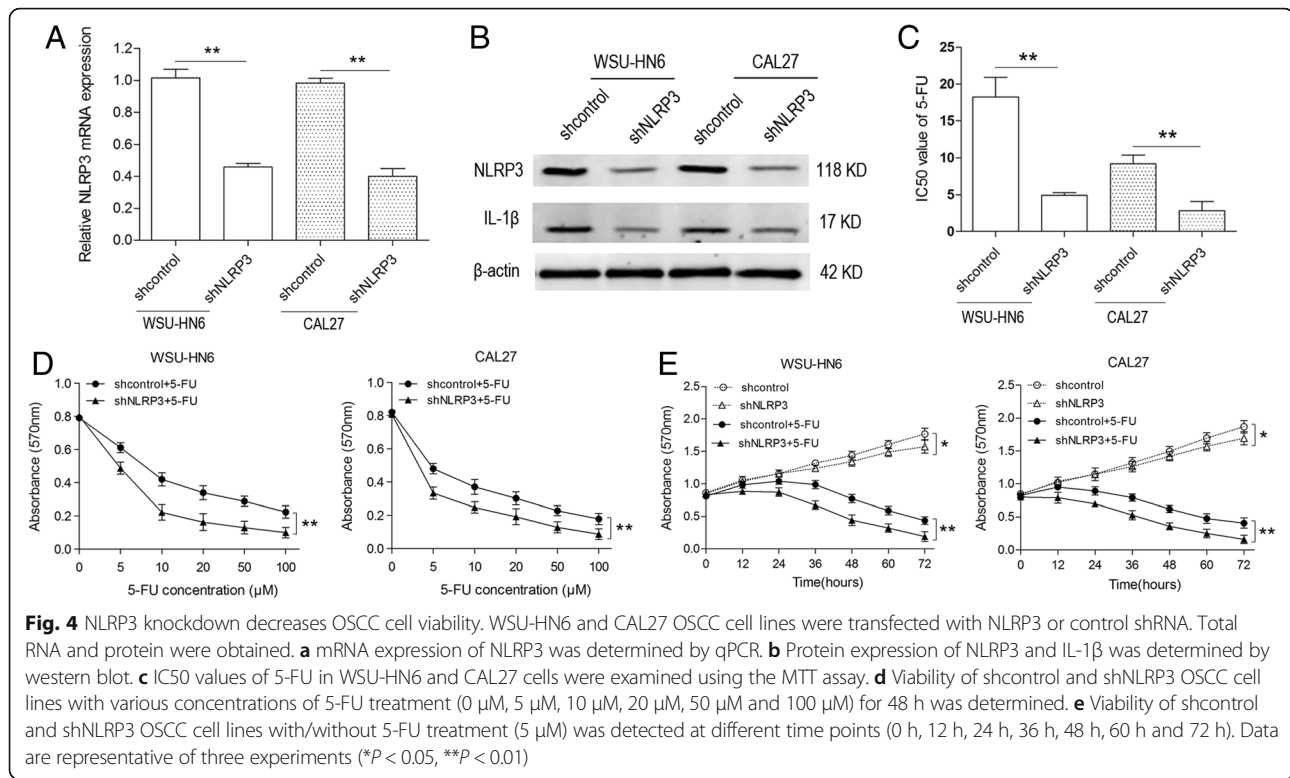 A
Relative NLRP3 mRNA expression
1.2
1.0
0.8
0.6
0.4
0.2
0.0
**
**
shcontrol
shNLRP3
shcontrol
shNLRP3
WSU-HN6
CAL27
B
WSU-HN6
CAL27
shcontrol
shNLRP3
shcontrol
shNLRP3
NLRP3
118 KD
IL-1β
17 KD
β-actin
42 KD
C
IC50 value of 5-FU
25
20
15
10
5
0
**
**
shcontrol
shNLRP3
shcontrol
shNLRP3
WSU-HN6
CAL27
D
WSU-HN6
Absorbance (570nm)
1.0
0.8
0.6
0.4
0.2
0.0
shcontrol+5-FU
shNLRP3+5-FU
**
0 5 10 20 50 100
5-FU concentration (μM)
CAL27
Absorbance (570nm)
1.0
0.8
0.6
0.4
0.2
0.0
shcontrol+5-FU
shNLRP3+5-FU
**
0 5 10 20 50 100
5-FU concentration (μM)
E
WSU-HN6
Absorbance (570nm)
2.5
2.0
1.5
1.0
0.5
0.0
shcontrol
shNLRP3
shcontrol+5-FU
shNLRP3+5-FU
*
**
0 12 24 36 48 60 72
Time(hours)
CAL27
Absorbance (570nm)
2.5
2.0
1.5
1.0
0.5
0.0
shcontrol
shNLRP3
shcontrol+5-FU
shNLRP3+5-FU
*
**
0 12 24 36 48 60 72
Time(hours)
Fig. 4 NLRP3 knockdown decreases OSCC cell viability. WSU-HN6 and CAL27 OSCC cell lines were transfected with NLRP3 or control shRNA. Total
RNA and protein were obtained. a mRNA expression of NLRP3 was determined by qPCR. b Protein expression of NLRP3 and IL-1β was determined by
western blot. c IC50 values of 5-FU in WSU-HN6 and CAL27 cells were examined using the MTT assay. d Viability of shcontrol and shNLRP3 OSCC cell
lines with various concentrations of 5-FU treatment (0 μM, 5 μM, 10 μM, 20 μM, 50 μM and 100 μM) for 48 h was determined. e Viability of shcontrol
and shNLRP3 OSCC cell lines with/without 5-FU treatment (5 μM) was detected at different time points (0 h, 12 h, 24 h, 36 h, 48 h, 60 h and 72 h). Data
are representative of three experiments (*P < 0.05, **P < 0.01)